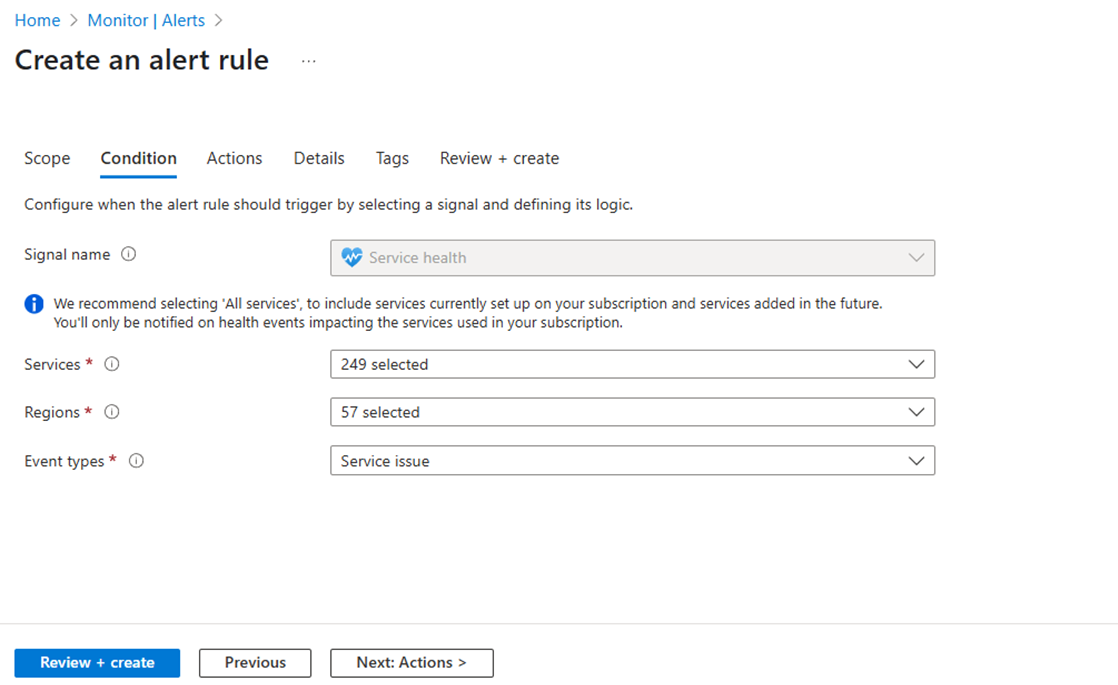 Home > Monitor | Alerts >
Create an alert rule ...
Scope Condition Actions Details Tags Review + create
Configure when the alert rule should trigger by selecting a signal and defining its logic.
Signal name Service health
We recommend selecting 'All services', to include services currently set up on your subscription and services added in the future.
You'll only be notified on health events impacting the services used in your subscription.
Services * 249 selected
Regions * 57 selected
Event types * Service issue
Review + create Previous Next: Actions >